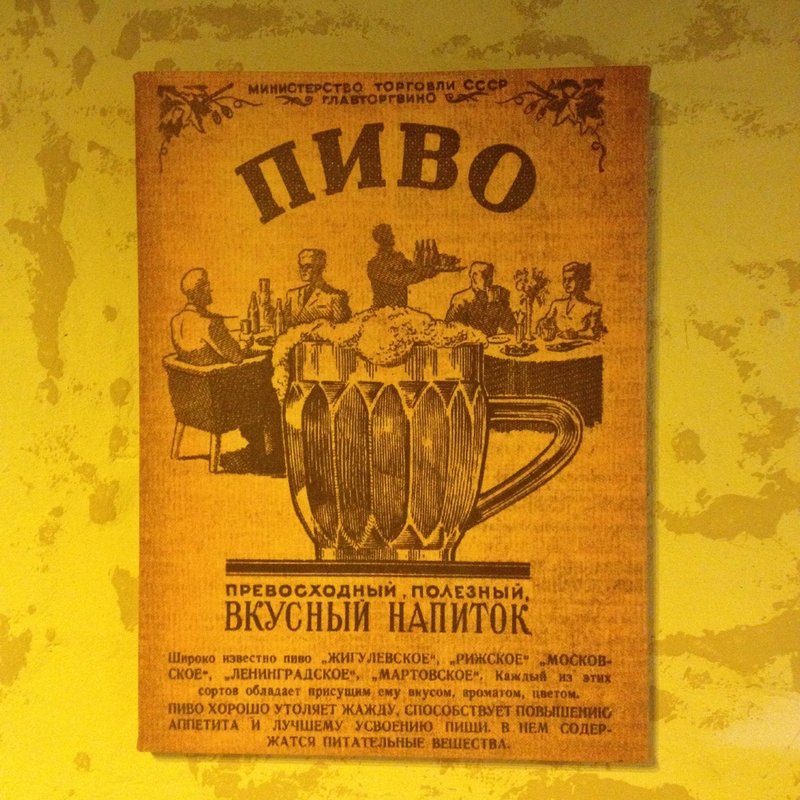 МИНИСТЕРСТВО ТОРГОВЛИ СССР
ГЛАВТОРГВИНО
ПИВО
ПРЕВОСХОДНЫЙ, ПОЛЕЗНЫЙ,
ВКУСНЫЙ НАПИТОК
Широко известно пиво „ЖИГУЛЕВСКОЕ“, „РИЖСКОЕ“ „МОСКОВ-
СКОЕ“, „ЛЕНИНГРАДСКОЕ“, „МАРТОВСКОЕ“. Каждый из этих
сортов обладает присущим ему вкусом, ароматом, цветом.
ПИВО ХОРОШО УТОЛЯЕТ ЖАЖДУ, СПОСОБСТВУЕТ ПОВЫШЕНИЮ
АППЕТИТА И ЛУЧШЕМУ УСВОЕНИЮ ПИЩИ. В НЕМ СОДЕР-
ЖАТСЯ ПИТАТЕЛЬНЫЕ ВЕЩЕСТВА.